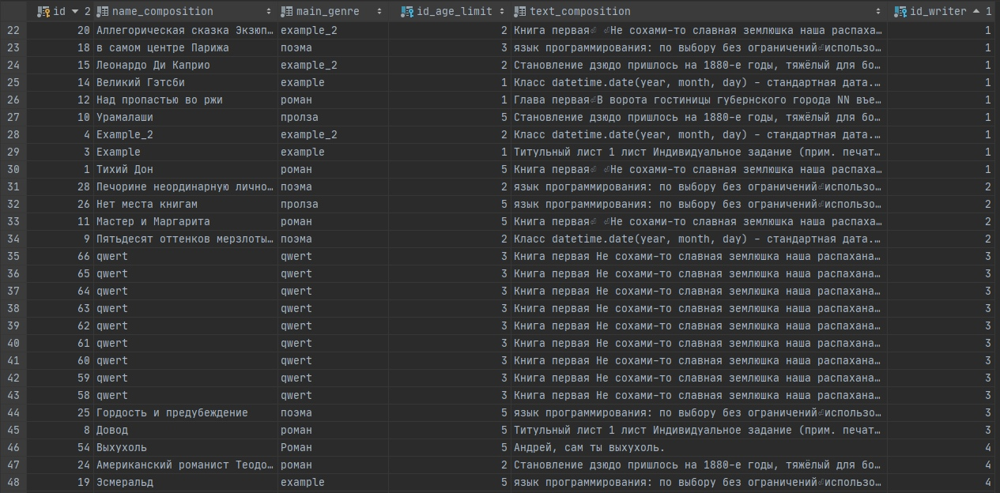 id 2 name_composition main_genre id_age_limit text_composition id_writer 1
22 20 Аллегорическая сказка Экзюп… example_2 2 Книга первая⏎ ⏎Не сохами-то славная землюшка наша распаха… 1
23 18 в самом центре Парижа поэма 3 язык программирования: по выбору без ограничений⏎использо… 1
24 15 Леонардо Ди Каприо example_2 2 Становление дзюдо пришлось на 1880-е годы, тяжёлый для бо… 1
25 14 Великий Гэтсби example 1 Класс datetime.date(year, month, day) - стандартная дата.… 1
26 12 Над пропастью во ржи роман 1 Глава первая⏎В ворота гостиницы губернского города NN въе… 1
27 10 Урамалаши пролза 5 Становление дзюдо пришлось на 1880-е годы, тяжёлый для бо… 1
28 4 Example_2 example_2 2 Класс datetime.date(year, month, day) - стандартная дата.… 1
29 3 Example example 1 Титульный лист 1 лист Индивидуальное задание (прим. печат… 1
30 1 Тихий Дон роман 5 Книга первая⏎ ⏎Не сохами-то славная землюшка наша распаха… 1
31 28 Печорине неординарную лично… поэма 2 язык программирования: по выбору без ограничений⏎использо… 2
32 26 Нет места книгам пролза 5 язык программирования: по выбору без ограничений⏎использо… 2
33 11 Мастер и Маргарита роман 5 Книга первая⏎ ⏎Не сохами-то славная землюшка наша распаха… 2
34 9 Пятьдесят оттенков мерзлоты… поэма 2 Класс datetime.date(year, month, day) - стандартная дата.… 2
35 66 qwert qwert 3 Книга первая Не сохами-то славная землюшка наша распахана… 3
36 65 qwert qwert 3 Книга первая Не сохами-то славная землюшка наша распахана… 3
37 64 qwert qwert 3 Книга первая Не сохами-то славная землюшка наша распахана… 3
38 63 qwert qwert 3 Книга первая Не сохами-то славная землюшка наша распахана… 3
39 62 qwert qwert 3 Книга первая Не сохами-то славная землюшка наша распахана… 3
40 61 qwert qwert 3 Книга первая Не сохами-то славная землюшка наша распахана… 3
41 60 qwert qwert 3 Книга первая Не сохами-то славная землюшка наша распахана… 3
42 59 qwert qwert 3 Книга первая Не сохами-то славная землюшка наша распахана… 3
43 58 qwert qwert 3 Книга первая Не сохами-то славная землюшка наша распахана… 3
44 25 Гордость и предубеждение поэма 5 язык программирования: по выбору без ограничений⏎использо… 3
45 8 Довод роман 5 Титульный лист 1 лист Индивидуальное задание (прим. печат… 3
46 54 Выхухоль Роман 5 Андрей, сам ты выхухоль. 4
47 24 Американский романист Теодо… роман 2 Становление дзюдо пришлось на 1880-е годы, тяжёлый для бо… 4
48 19 Эсмеральд example 5 язык программирования: по выбору без ограничений⏎использо… 4